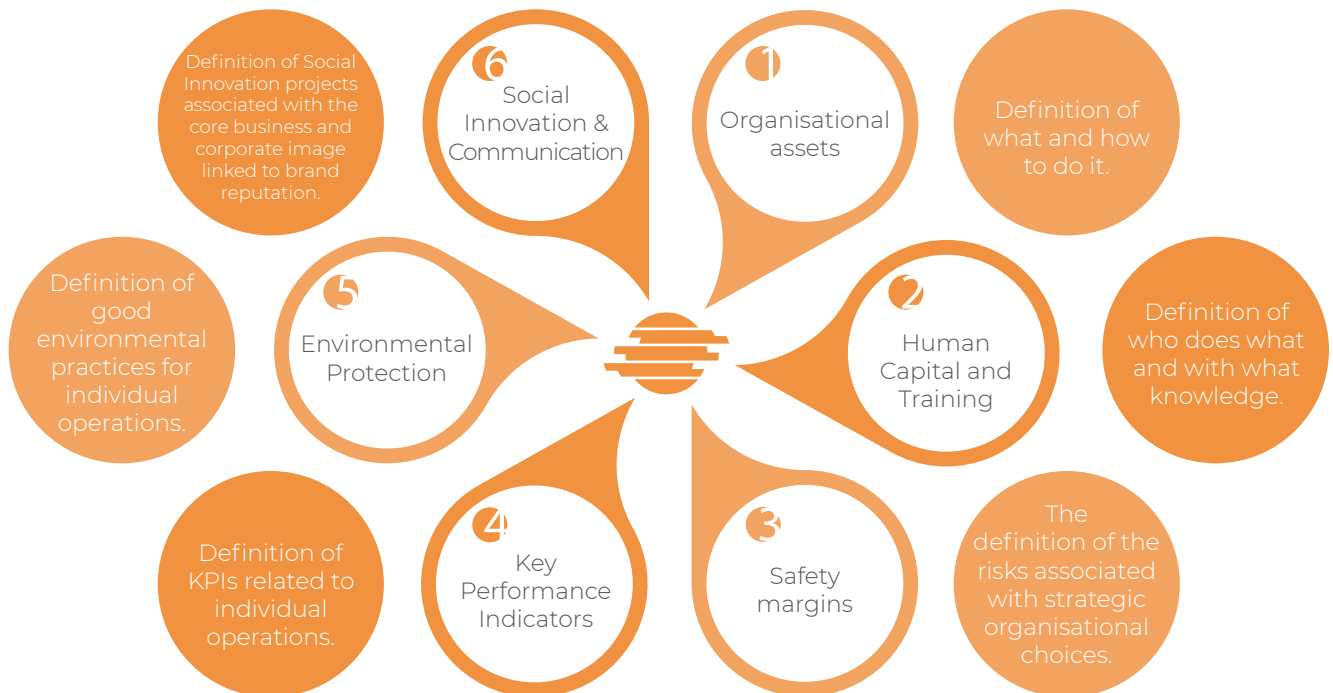 1
Organisational
assets
Definition of
what and how
to do it.
2
Human
Capital and
Training
Definition of
who does what
and with what
knowledge.
3
Safety
margins
The
definition of the
risks associated
with strategic
organisational
choices.
4
Key
Performance
Indicators
Definition of
KPIs related to
individual
operations.
5
Environmental
Protection
Definition of
good
environmental
practices for
individual
operations.
6
Social
Innovation &
Communication
Definition of Social
Innovation projects
associated with the
core business and
corporate image
linked to brand
reputation.